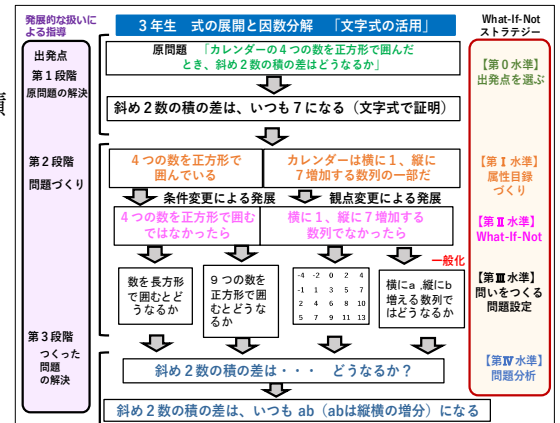 発展的な扱いに
よる指導
3年生 式の展開と因数分解 「文字式の活用」
What-If-Not
ストラテジー
積
出発点
第1段階
原問題の解決
原問題 「カレンダーの4つの数を正方形で囲んだ
とき、斜め2数の積の差はどうなるか」
【第0水準】
出発点を選ぶ
斜め2数の積の差は、いつも7になる（文字式で証明）
第2段階
問題づくり
4つの数を正方形で
囲んでいる
カレンダーは横に1、縦に
7増加する数列の一部だ
【第Ⅰ水準】
属性目録
づくり
条件変更による発展
観点変更による発展
4つの数を正方形で囲む
ではなかったら
横に1、縦に7増加する
数列でなかったら
【第Ⅱ水準】
What-If-Not
一般化
数を長方形
で囲むとど
うなるか
9つの数を
正方形で囲
むとどうな
るか
-4 -2 0 2 4
-1 1 3 5 7
2 4 6 8 10
5 7 9 11 13
横にa ,縦にb
増える数列で
はどうなるか
【第Ⅲ水準】
問いをつくる
問題設定
第3段階
つくった
問題
の解決
斜め2数の積の差は・・・ どうなるか？
【第Ⅳ水準】
問題分析
斜め2数の積の差は、いつも ab（abは縦横の増分）になる